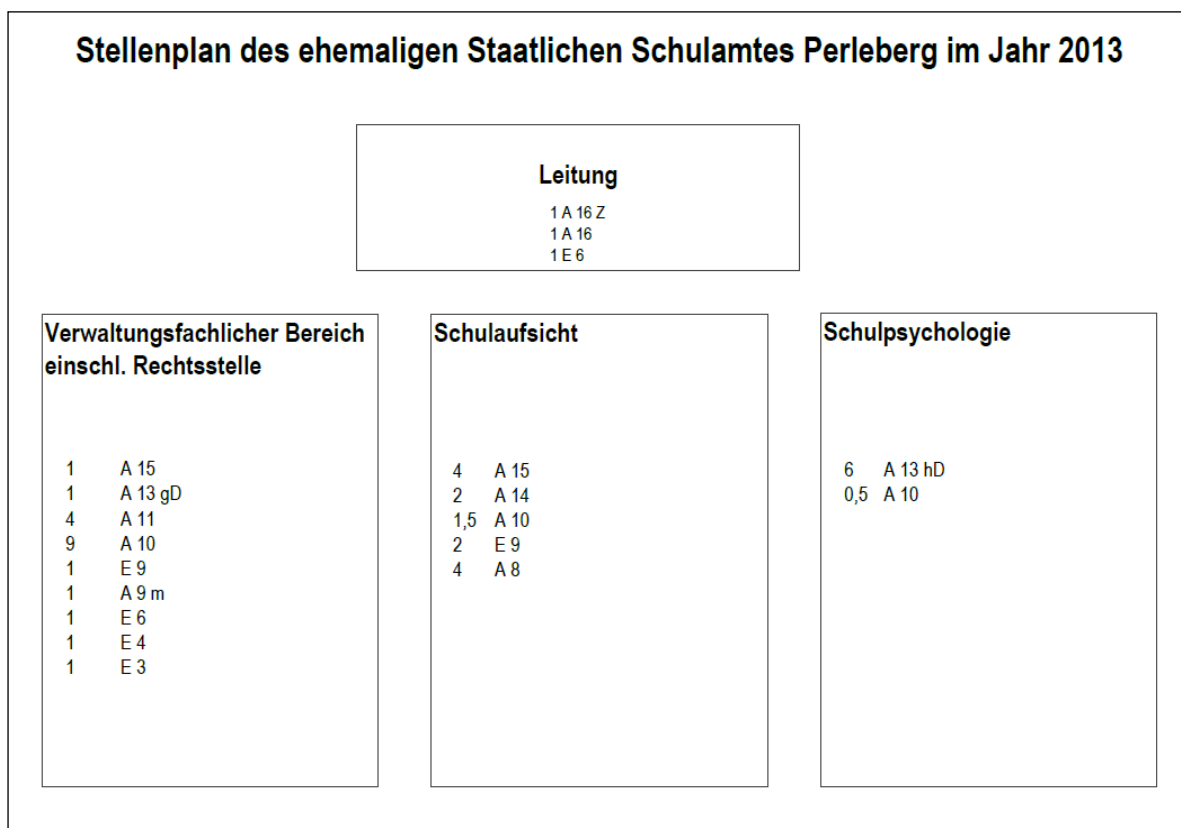 Stellenplan des ehemaligen Staatlichen Schulamtes Perleberg im Jahr 2013
Leitung
1 A 16 Z
1 A 16
1 E 6
Verwaltungsfachlicher Bereich
einschl. Rechtsstelle
1 A 15
1 A 13 gD
4 A 11
9 A 10
1 E 9
1 A 9 m
1 E 6
1 E 4
1 E 3
Schulaufsicht
4 A 15
2 A 14
1,5 A 10
2 E 9
4 A 8
Schulpsychologie
6 A 13 hD
0,5 A 10